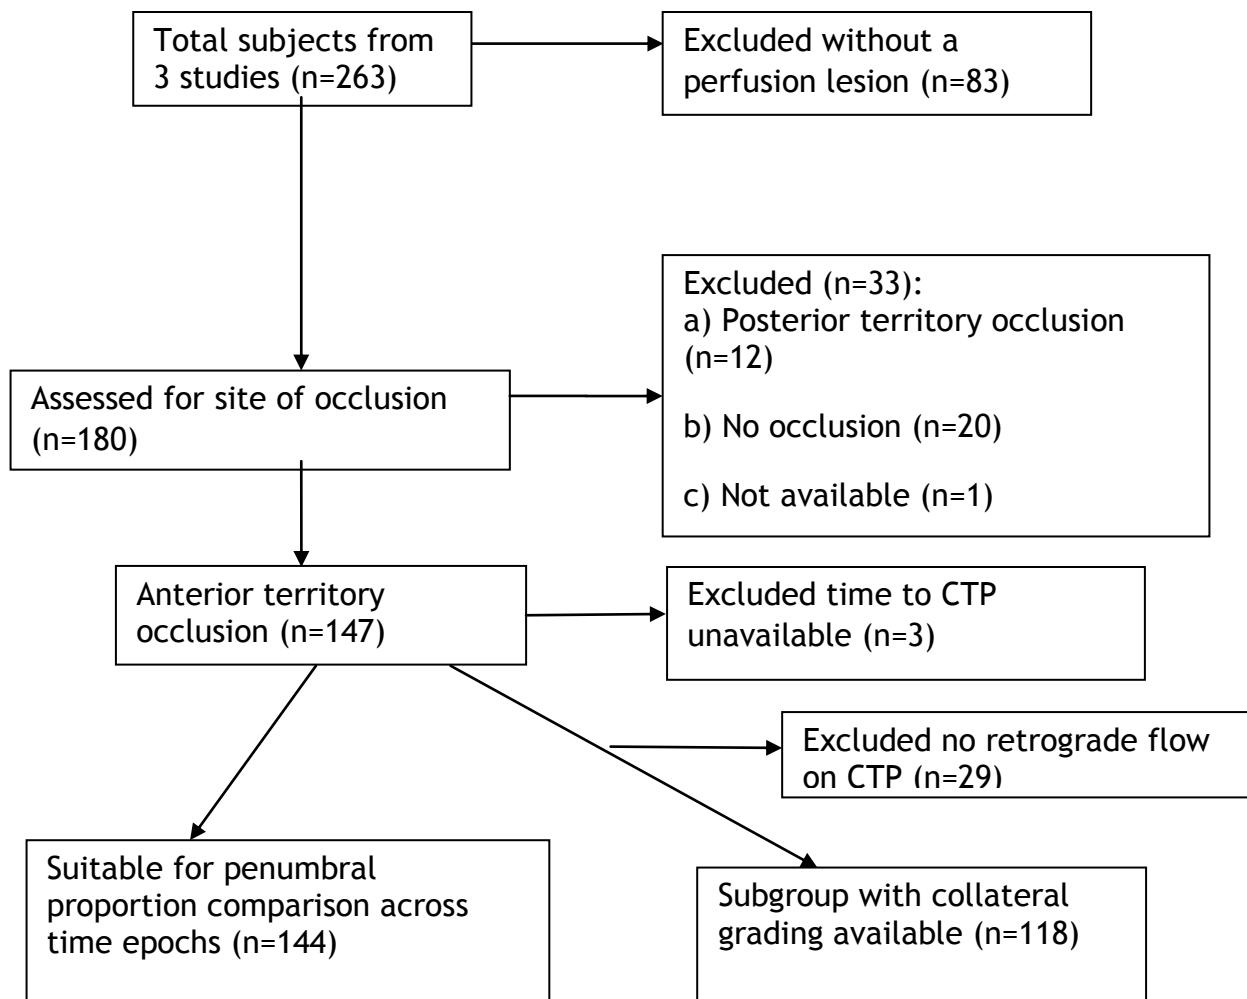 Total subjects from
3 studies (n=263)
Excluded without a
perfusion lesion (n=83)
Excluded (n=33):
a) Posterior territory occlusion
(n=12)
b) No occlusion (n=20)
c) Not available (n=1)
Assessed for site of occlusion
(n=180)
Anterior territory
occlusion (n=147)
Excluded time to CTP
unavailable (n=3)
Excluded no retrograde flow
on CTP (n=29)
Suitable for penumbral
proportion comparison across
time epochs (n=144)
Subgroup with collateral
grading available (n=118)